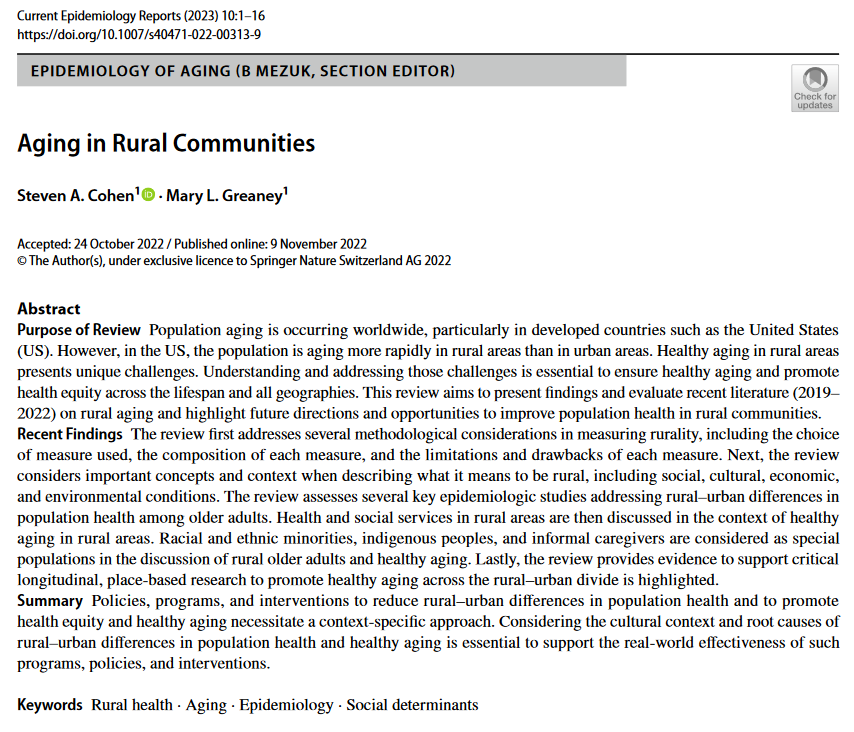 Current Epidemiology Reports (2023) 10:1–16
https://doi.org/10.1007/s40471-022-00313-9
EPIDEMIOLOGY OF AGING (B MEZUK, SECTION EDITOR)
Check for
updates
Aging in Rural Communities
Steven A. Cohen1 iD · Mary L. Greaney1
Accepted: 24 October 2022 / Published online: 9 November 2022
© The Author(s), under exclusive licence to Springer Nature Switzerland AG 2022
Abstract
Purpose of Review Population aging is occurring worldwide, particularly in developed countries such as the United States
(US). However, in the US, the population is aging more rapidly in rural areas than in urban areas. Healthy aging in rural areas
presents unique challenges. Understanding and addressing those challenges is essential to ensure healthy aging and promote
health equity across the lifespan and all geographies. This review aims to present findings and evaluate recent literature (2019–
2022) on rural aging and highlight future directions and opportunities to improve population health in rural communities.
Recent Findings The review first addresses several methodological considerations in measuring rurality, including the choice
of measure used, the composition of each measure, and the limitations and drawbacks of each measure. Next, the review
considers important concepts and context when describing what it means to be rural, including social, cultural, economic,
and environmental conditions. The review assesses several key epidemiologic studies addressing rural–urban differences in
population health among older adults. Health and social services in rural areas are then discussed in the context of healthy
aging in rural areas. Racial and ethnic minorities, indigenous peoples, and informal caregivers are considered as special
populations in the discussion of rural older adults and healthy aging. Lastly, the review provides evidence to support critical
longitudinal, place-based research to promote healthy aging across the rural–urban divide is highlighted.
Summary Policies, programs, and interventions to reduce rural–urban differences in population health and to promote
health equity and healthy aging necessitate a context-specific approach. Considering the cultural context and root causes of
rural–urban differences in population health and healthy aging is essential to support the real-world effectiveness of such
programs, policies, and interventions.
Keywords Rural health · Aging · Epidemiology · Social determinants